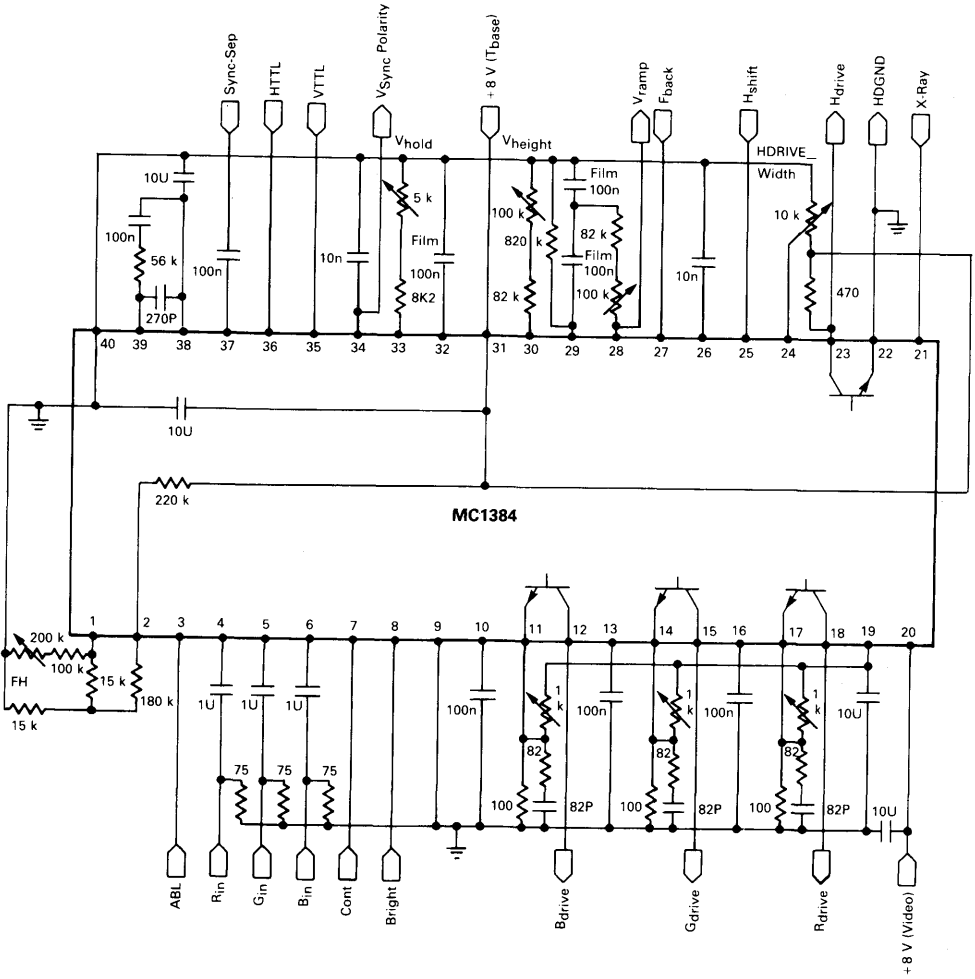 Sync-Sep
HTTL
VTTL
VSync Polarity
+ 8 V (Tbase)
Vramp
Fback
Hshift
Hdrive
HDGND
X-Ray
Vhold
Vheight
HDRIVE_
Width
10U
100n
56 k
270P
100n
10n
5 k
8K2
Film
100n
100 k
820 k
82 k
Film
100n
Film
100n
82 k
100 k
10n
10 k
470
40
39
38
37
36
35
34
33
32
31
30
29
28
27
26
25
24
23
22
21
10U
220 k
MC1384
1
2
3
4
5
6
7
8
9
10
11
12
13
14
15
16
17
18
19
20
200 k
100 k
FH
15 k
15 k
180 k
1U
1U
1U
75
75
75
100n
1
k
82
100
82P
100n
1
k
82
100
82P
100n
1
k
82
100
82P
10U
10U
ABL
Rin
Gin
Bin
Cont
Bright
Bdrive
Gdrive
Rdrive
+ 8 V (Video)